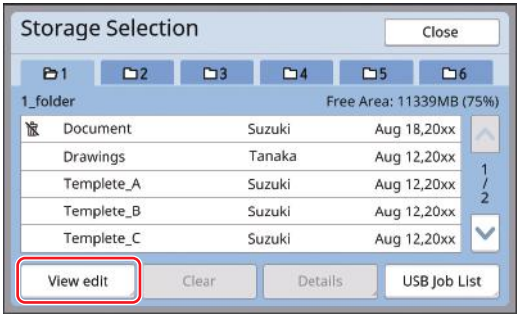 Storage Selection
Close
1 2 3 4 5 6
1_folder Free Area: 11339MB (75%)
Document Suzuki Aug 18,20xx
Drawings Tanaka Aug 12,20xx
Templete_A Suzuki Aug 12,20xx
Templete_B Suzuki Aug 12,20xx
Templete_C Suzuki Aug 12,20xx
1
/
2
View edit Clear Details USB Job List